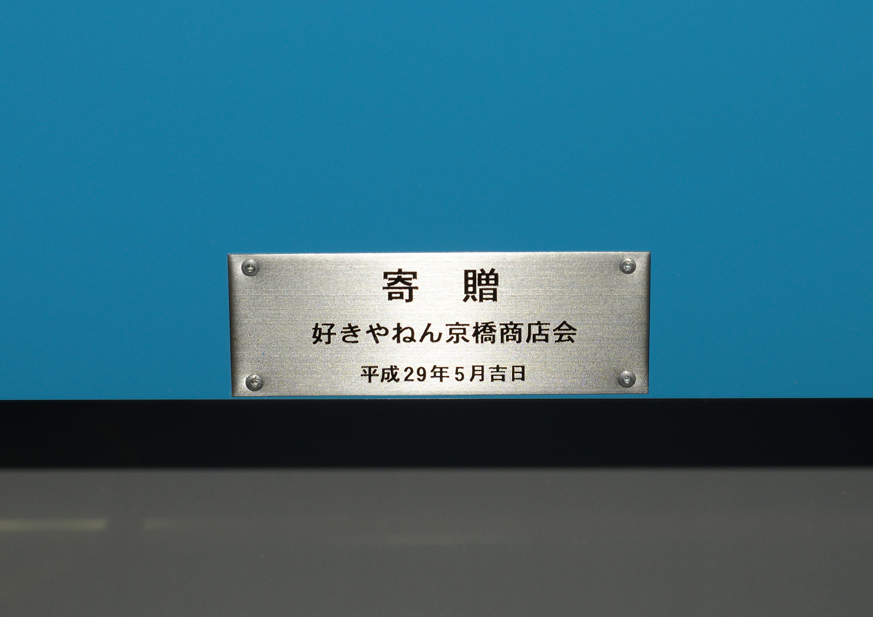 寄 贈
好きやねん京橋商店会
平成29年5月吉日